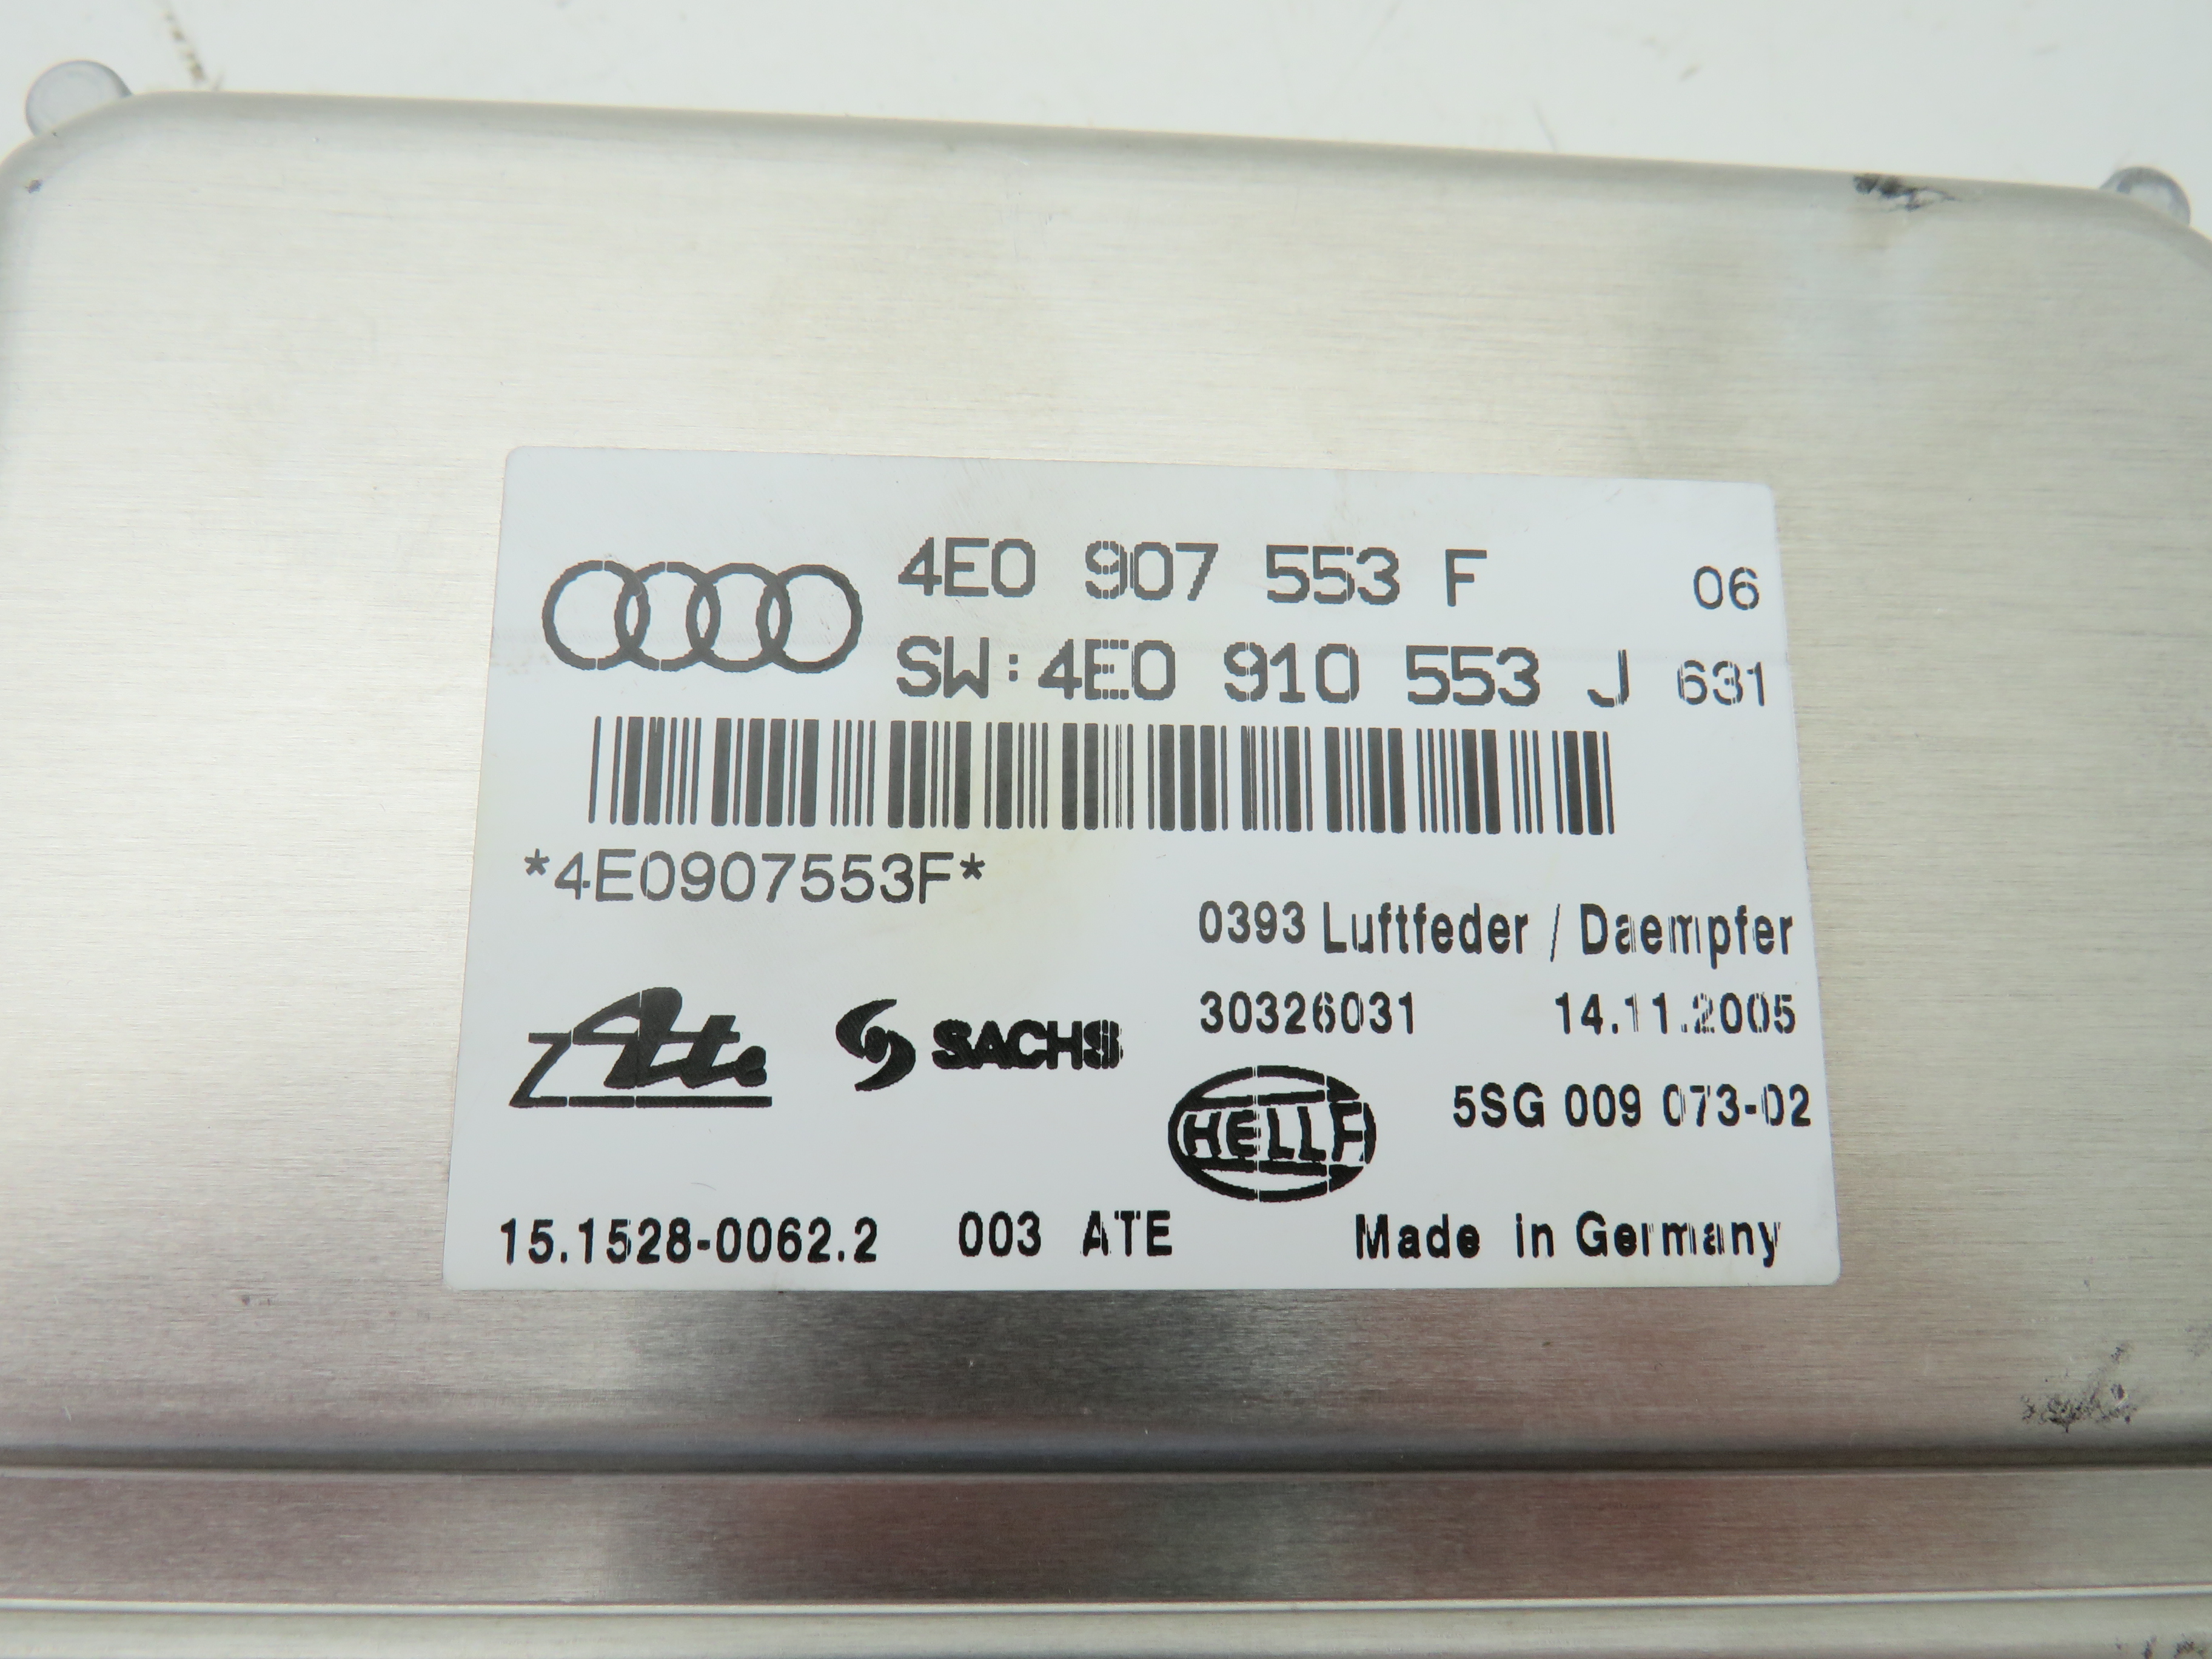 4E0 907 553 F 06
SW:4E0 910 553 J 631
*4E0907553F*
0393 Luftfeder / Daempfer
30326031 14.11.2005
Ate SACHS
HELLA 5SG 009 073-02
15.1528-0062.2 003 ATE Made in Germany